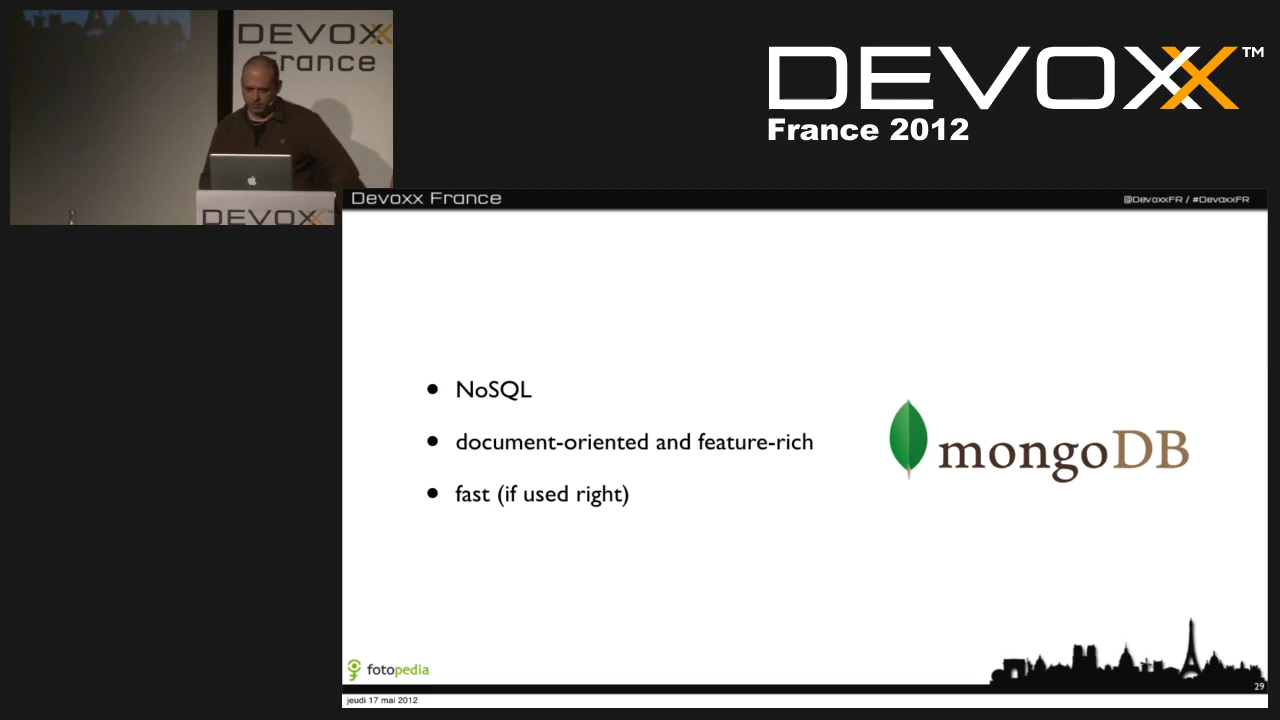 DEVOXX
France
DEVOXX
DEVOXX™
France 2012
Devoxx France
@DevoxxFR / #DevoxxFR
• NoSQL
• document-oriented and feature-rich
• fast (if used right)
mongoDB
fotopedia
29
jeudi 17 mai 2012